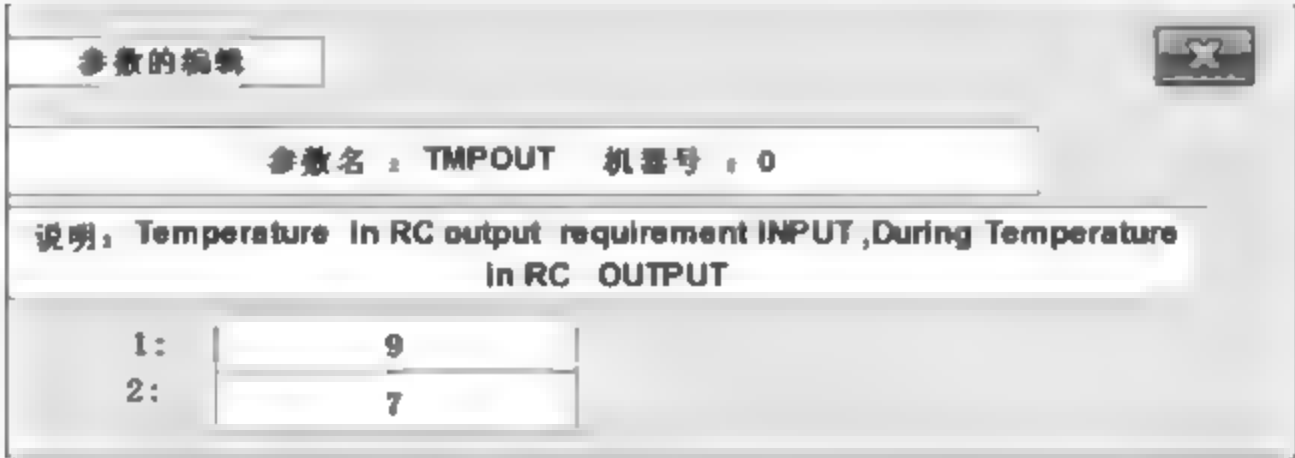 参数的编辑
X
参数名：TMPOUT 机器号：0
说明：Temperature In RC output requirement INPUT ,During Temperature
in RC OUTPUT
1: 9
2: 7